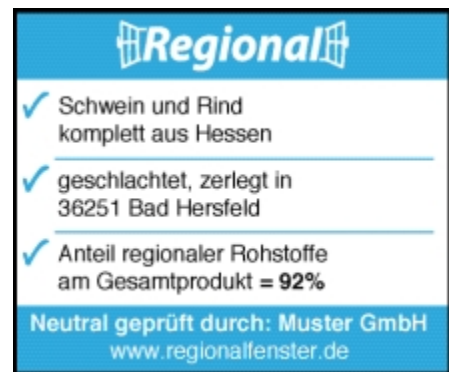 Regional
Schwein und Rind
komplett aus Hessen
geschlachtet, zerlegt in
36251 Bad Hersfeld
Anteil regionaler Rohstoffe
am Gesamtprodukt = 92%
Neutral geprüft durch: Muster GmbH
www.regionalfenster.de